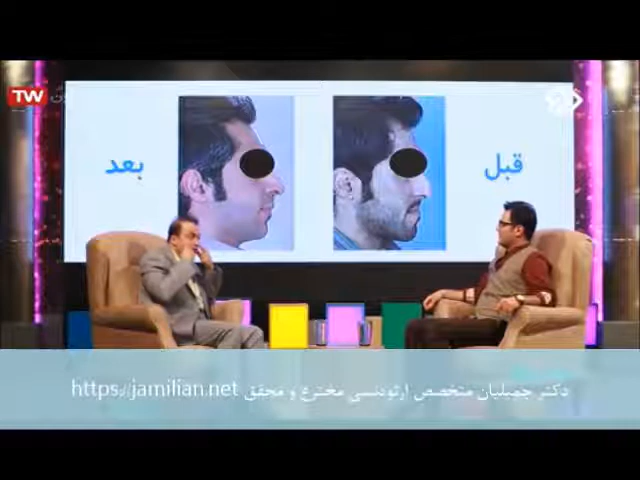 TW
قبل
بعد
دکتر جمیلیان متخصص ارتودنسی مخترع و محقق https://jamilian.net